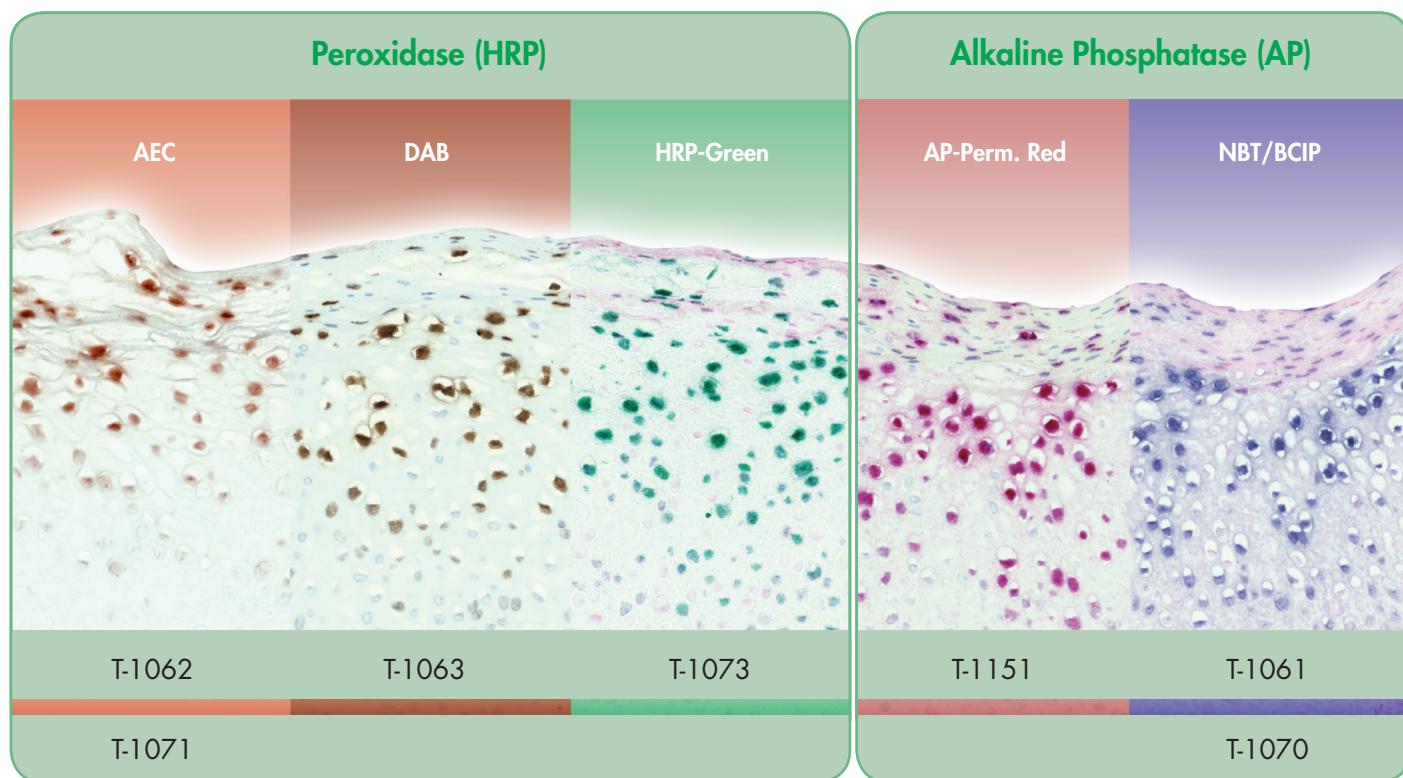 Peroxidase (HRP)
Alkaline Phosphatase (AP)
AEC
DAB
HRP-Green
AP-Perm. Red
NBT/BCIP
T-1062
T-1063
T-1073
T-1151
T-1061
T-1071
T-1070